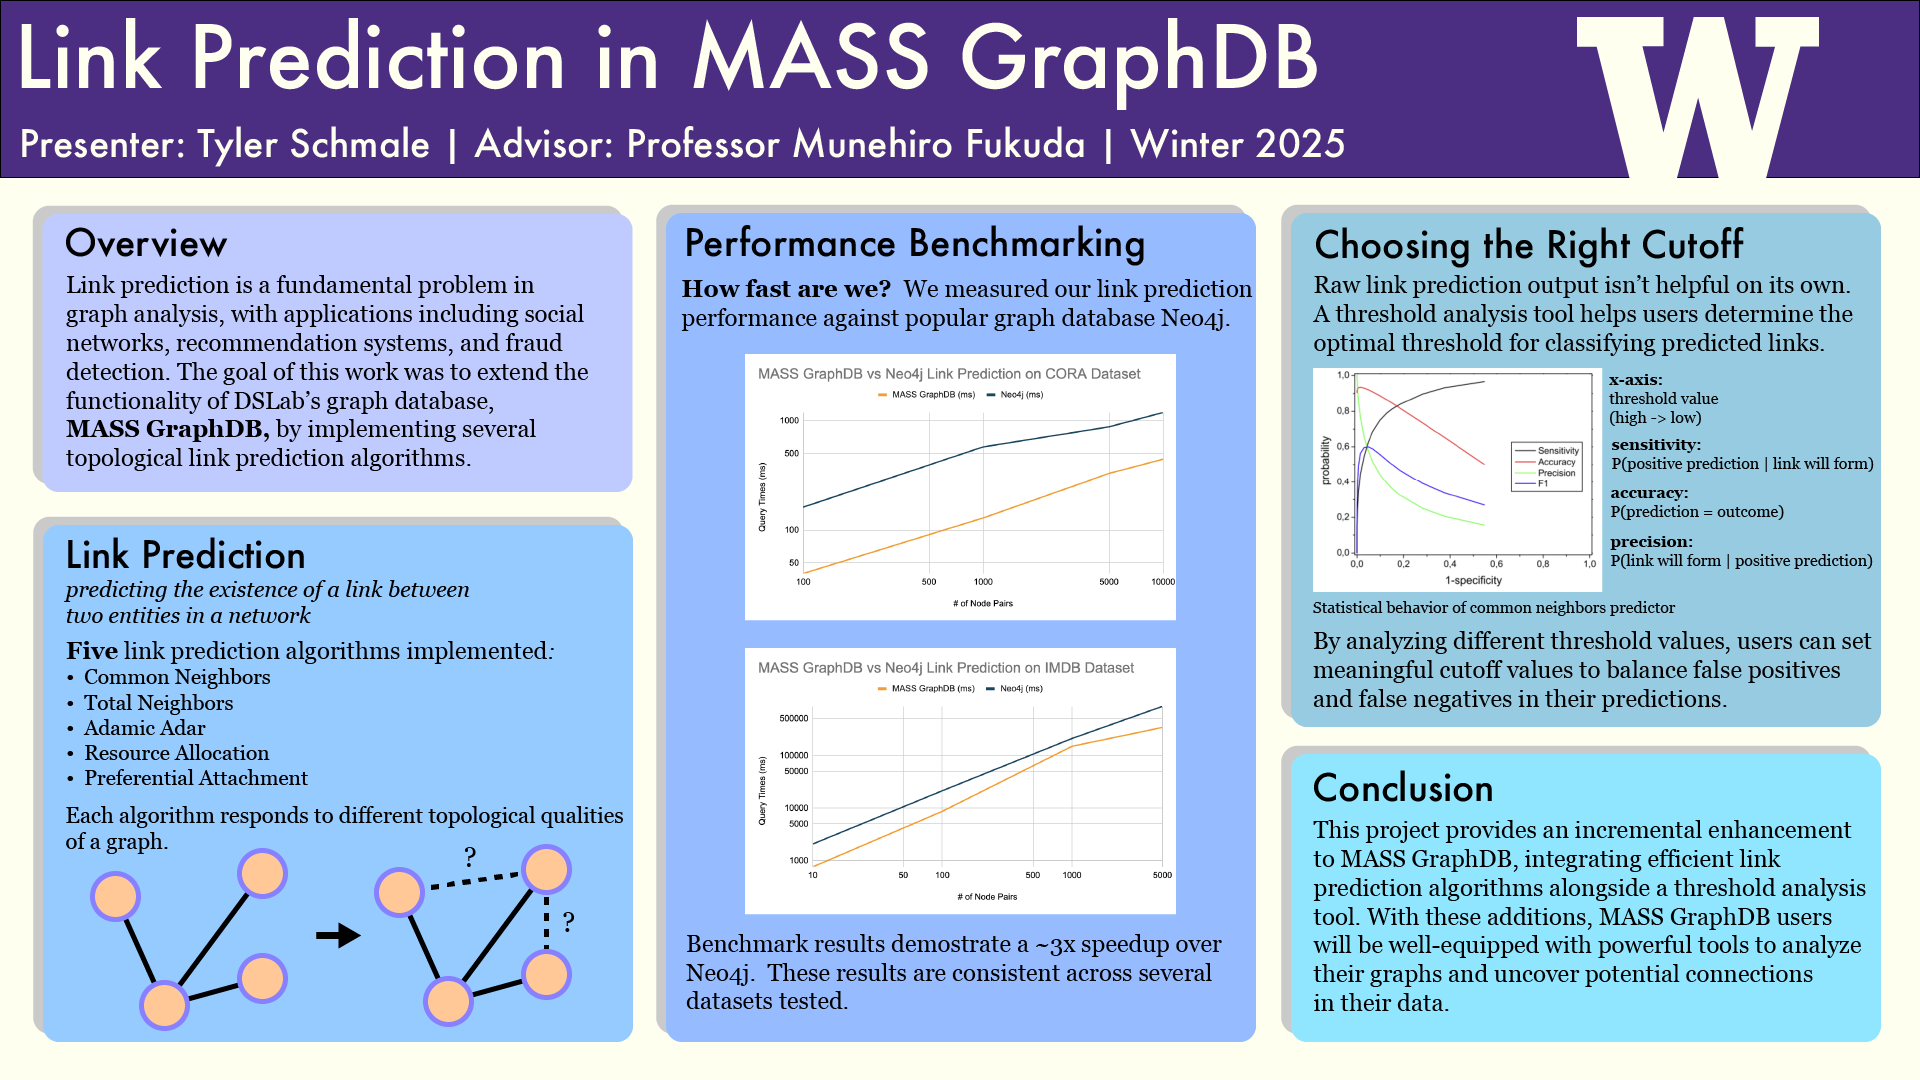 Link Prediction in MASS GraphDB
W
Presenter: Tyler Schmale | Advisor: Professor Munehiro Fukuda | Winter 2025
Overview
Link prediction is a fundamental problem in
graph analysis, with applications including social
networks, recommendation systems, and fraud
detection. The goal of this work was to extend the
functionality of DSLab’s graph database,
MASS GraphDB, by implementing several
topological link prediction algorithms.
Link Prediction
predicting the existence of a link between
two entities in a network
Five link prediction algorithms implemented:
• Common Neighbors
• Total Neighbors
• Adamic Adar
• Resource Allocation
• Preferential Attachment
Each algorithm responds to different topological qualities
of a graph.
?
?
Performance Benchmarking
How fast are we?  We measured our link prediction
performance against popular graph database Neo4j.
MASS GraphDB vs Neo4j Link Prediction on CORA Dataset
MASS GraphDB (ms) Neo4j (ms)
Query Times (ms)
1000
500
100
50
100 500 1000 5000 10000
# of Node Pairs
MASS GraphDB vs Neo4j Link Prediction on IMDB Dataset
MASS GraphDB (ms) Neo4j (ms)
Query Times (ms)
500000
100000
50000
10000
5000
1000
10 50 100 500 1000 5000
# of Node Pairs
Benchmark results demostrate a ~3x speedup over
Neo4j.  These results are consistent across several
datasets tested.
Choosing the Right Cutoff
Raw link prediction output isn’t helpful on its own.
A threshold analysis tool helps users determine the
optimal threshold for classifying predicted links.
probability
1,0
0,8
0,6
0,4
0,2
0,0
0,0 0,2 0,4 0,6 0,8 1,0
1-specificity
Sensitivity
Accuracy
Precision
F1
x-axis:
threshold value
(high -> low)
sensitivity:
P(positive prediction | link will form)
accuracy:
P(prediction = outcome)
precision:
P(link will form | positive prediction)
Statistical behavior of common neighbors predictor
By analyzing different threshold values, users can set
meaningful cutoff values to balance false positives
and false negatives in their predictions.
Conclusion
This project provides an incremental enhancement
to MASS GraphDB, integrating efficient link
prediction algorithms alongside a threshold analysis
tool. With these additions, MASS GraphDB users
will be well-equipped with powerful tools to analyze
their graphs and uncover potential connections
in their data.